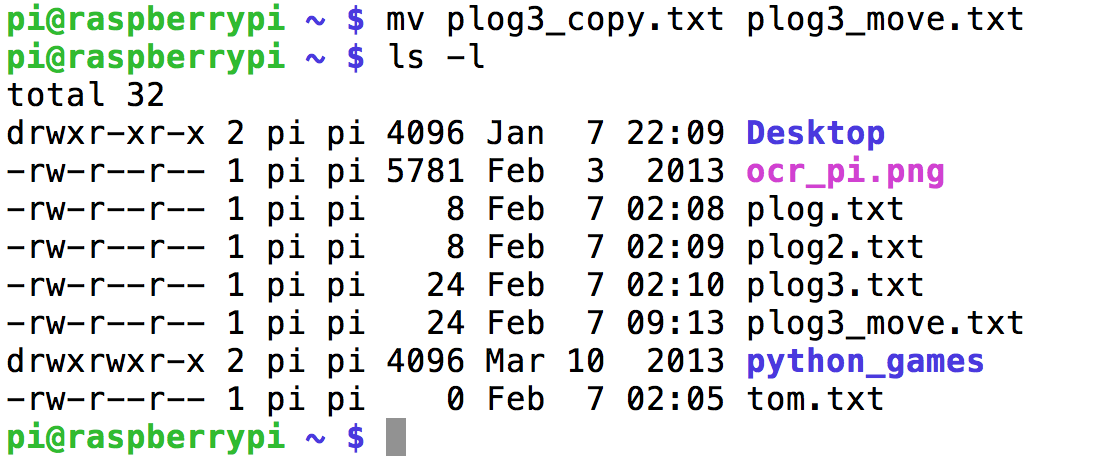 pi@raspberrypi ~ $ mv plog3_copy.txt plog3_move.txt
pi@raspberrypi ~ $ ls -l
total 32
drwxr-xr-x 2 pi pi 4096 Jan  7 22:09 Desktop
-rw-r--r-- 1 pi pi 5781 Feb  3  2013 ocr_pi.png
-rw-r--r-- 1 pi pi    8 Feb  7 02:08 plog.txt
-rw-r--r-- 1 pi pi    8 Feb  7 02:09 plog2.txt
-rw-r--r-- 1 pi pi   24 Feb  7 02:10 plog3.txt
-rw-r--r-- 1 pi pi   24 Feb  7 09:13 plog3_move.txt
drwxrwxr-x 2 pi pi 4096 Mar 10  2013 python_games
-rw-r--r-- 1 pi pi    0 Feb  7 02:05 tom.txt
pi@raspberrypi ~ $